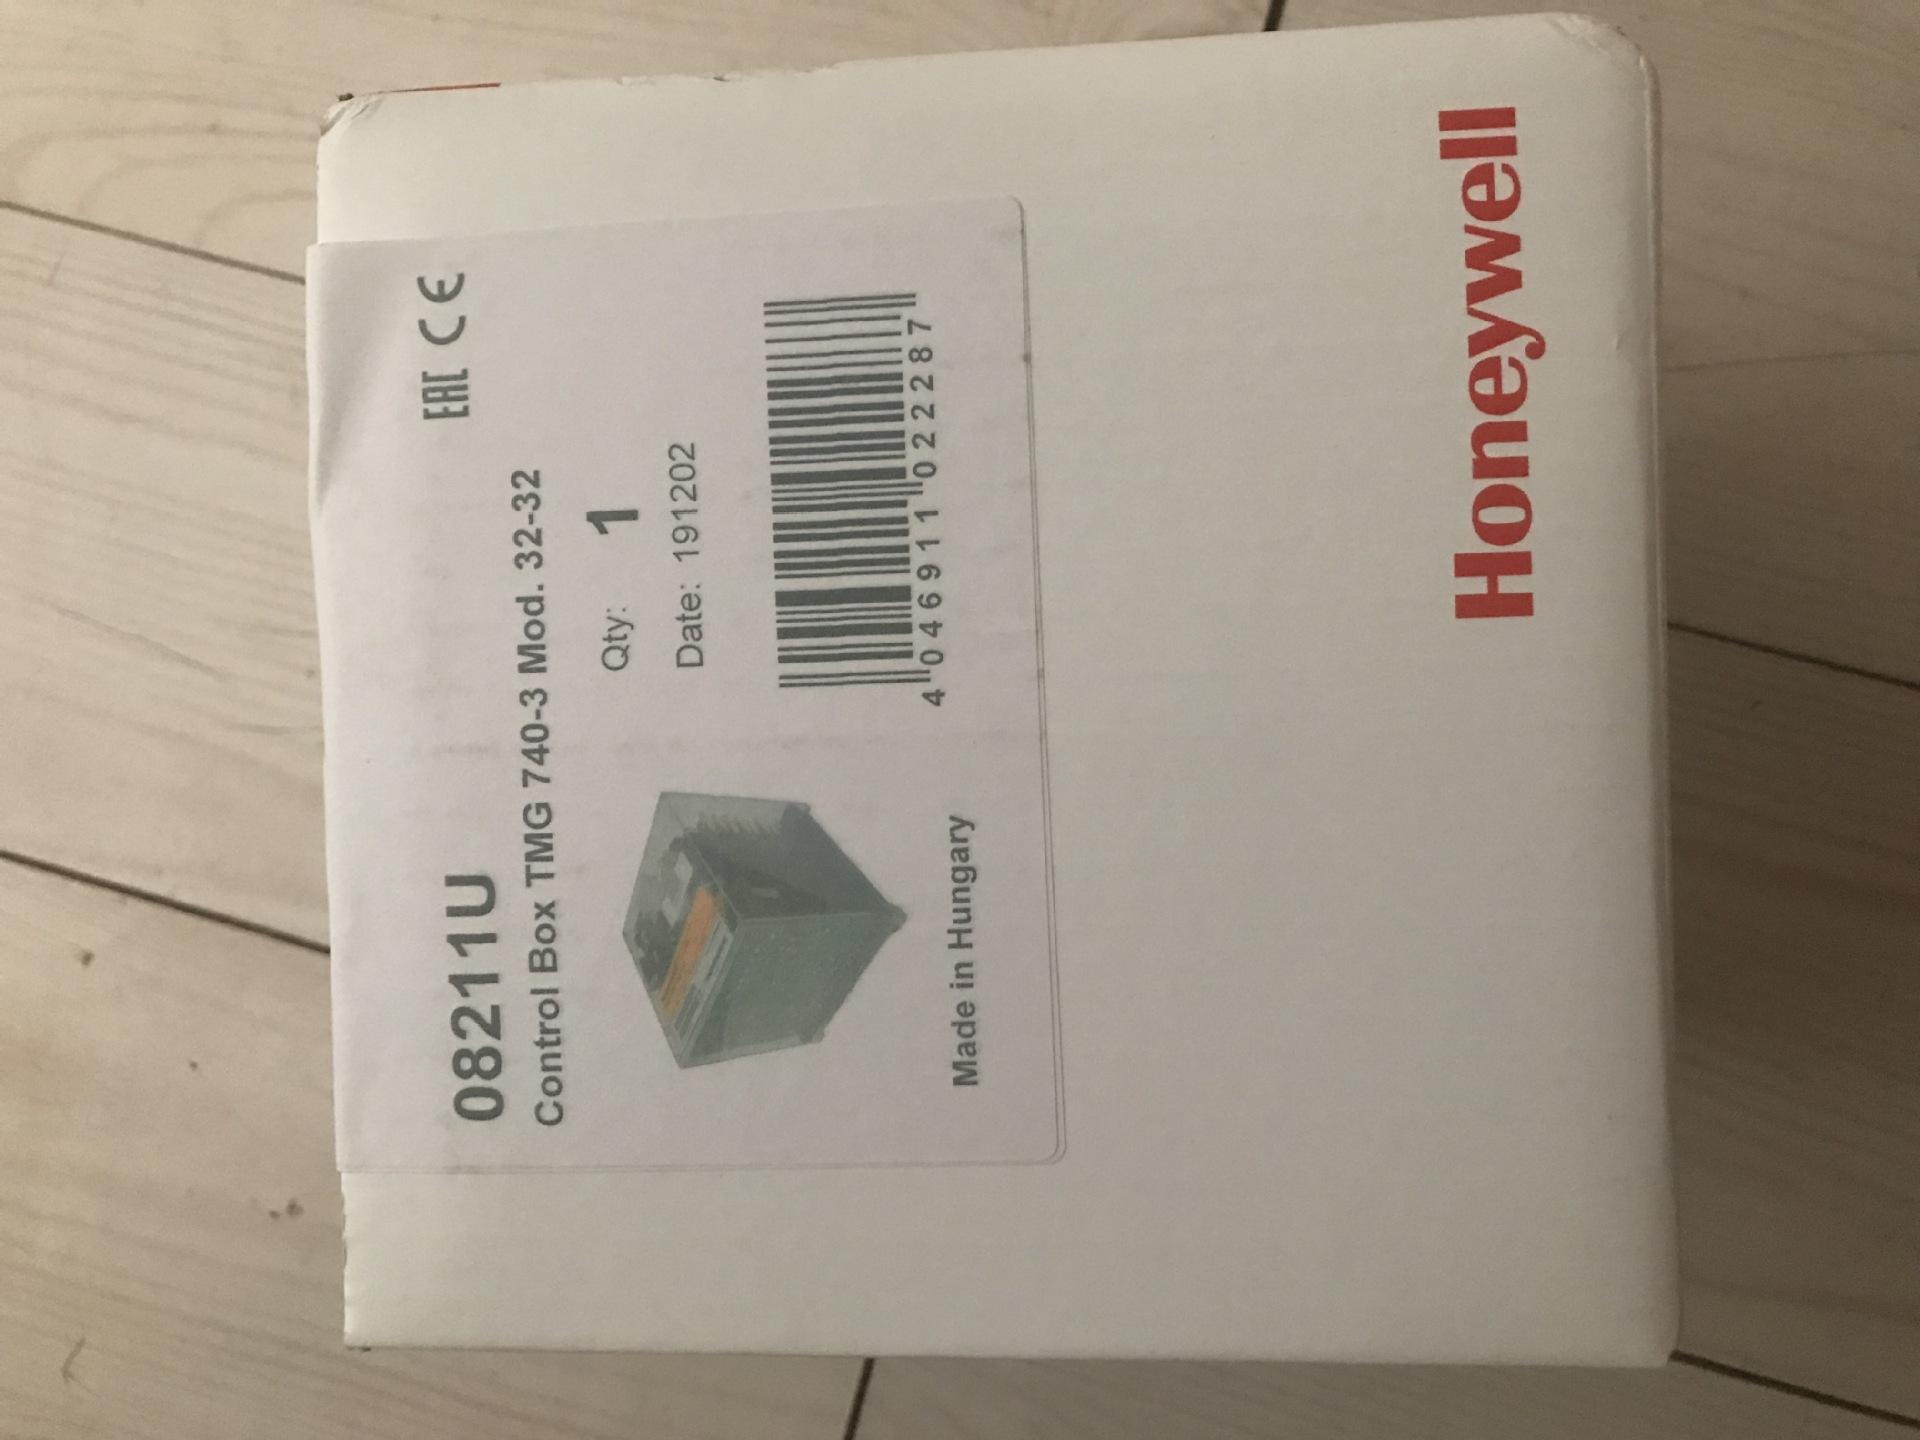 08211U
EAC CE
Control Box TMG 740-3 Mod. 32-32
Qty: 1
Date: 191202
4 046911 022287
Made in Hungary
Honeywell